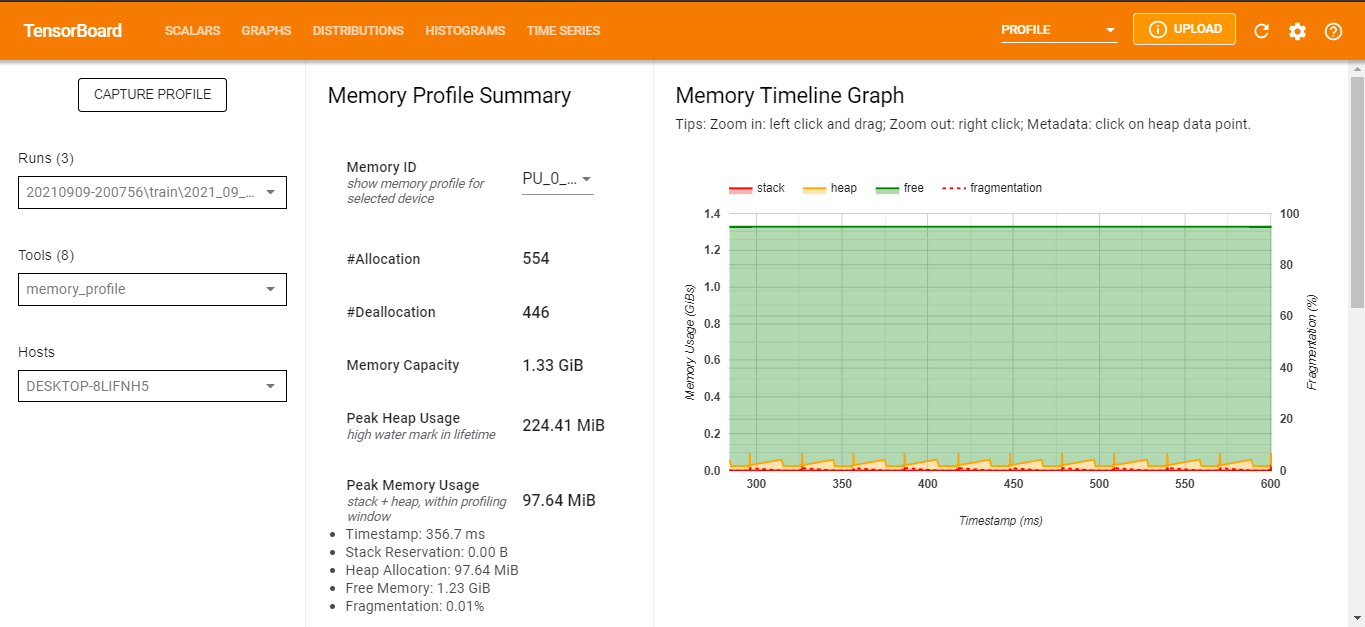 TensorBoard
SCALARS
GRAPHS
DISTRIBUTIONS
HISTOGRAMS
TIME SERIES
PROFILE
UPLOAD
CAPTURE PROFILE
Runs (3)
20210909-200756\train\2021_09_...
Tools (8)
memory_profile
Hosts
DESKTOP-8LIFNH5
Memory Profile Summary
Memory ID
show memory profile for
selected device
PU_0_...
#Allocation
554
#Deallocation
446
Memory Capacity
1.33 GiB
Peak Heap Usage
high water mark in lifetime
224.41 MiB
Peak Memory Usage
stack + heap, within profiling
window
97.64 MiB
Timestamp: 356.7 ms
Stack Reservation: 0.00 B
Heap Allocation: 97.64 MiB
Free Memory: 1.23 GiB
Fragmentation: 0.01%
Memory Timeline Graph
Tips: Zoom in: left click and drag; Zoom out: right click; Metadata: click on heap data point.
stack
heap
free
fragmentation
Memory Usage (GiBs)
1.4
1.2
1.0
0.8
0.6
0.4
0.2
0.0
100
80
60
40
20
0
Fragmentation (%)
300
350
400
450
500
550
600
Timestamp (ms)